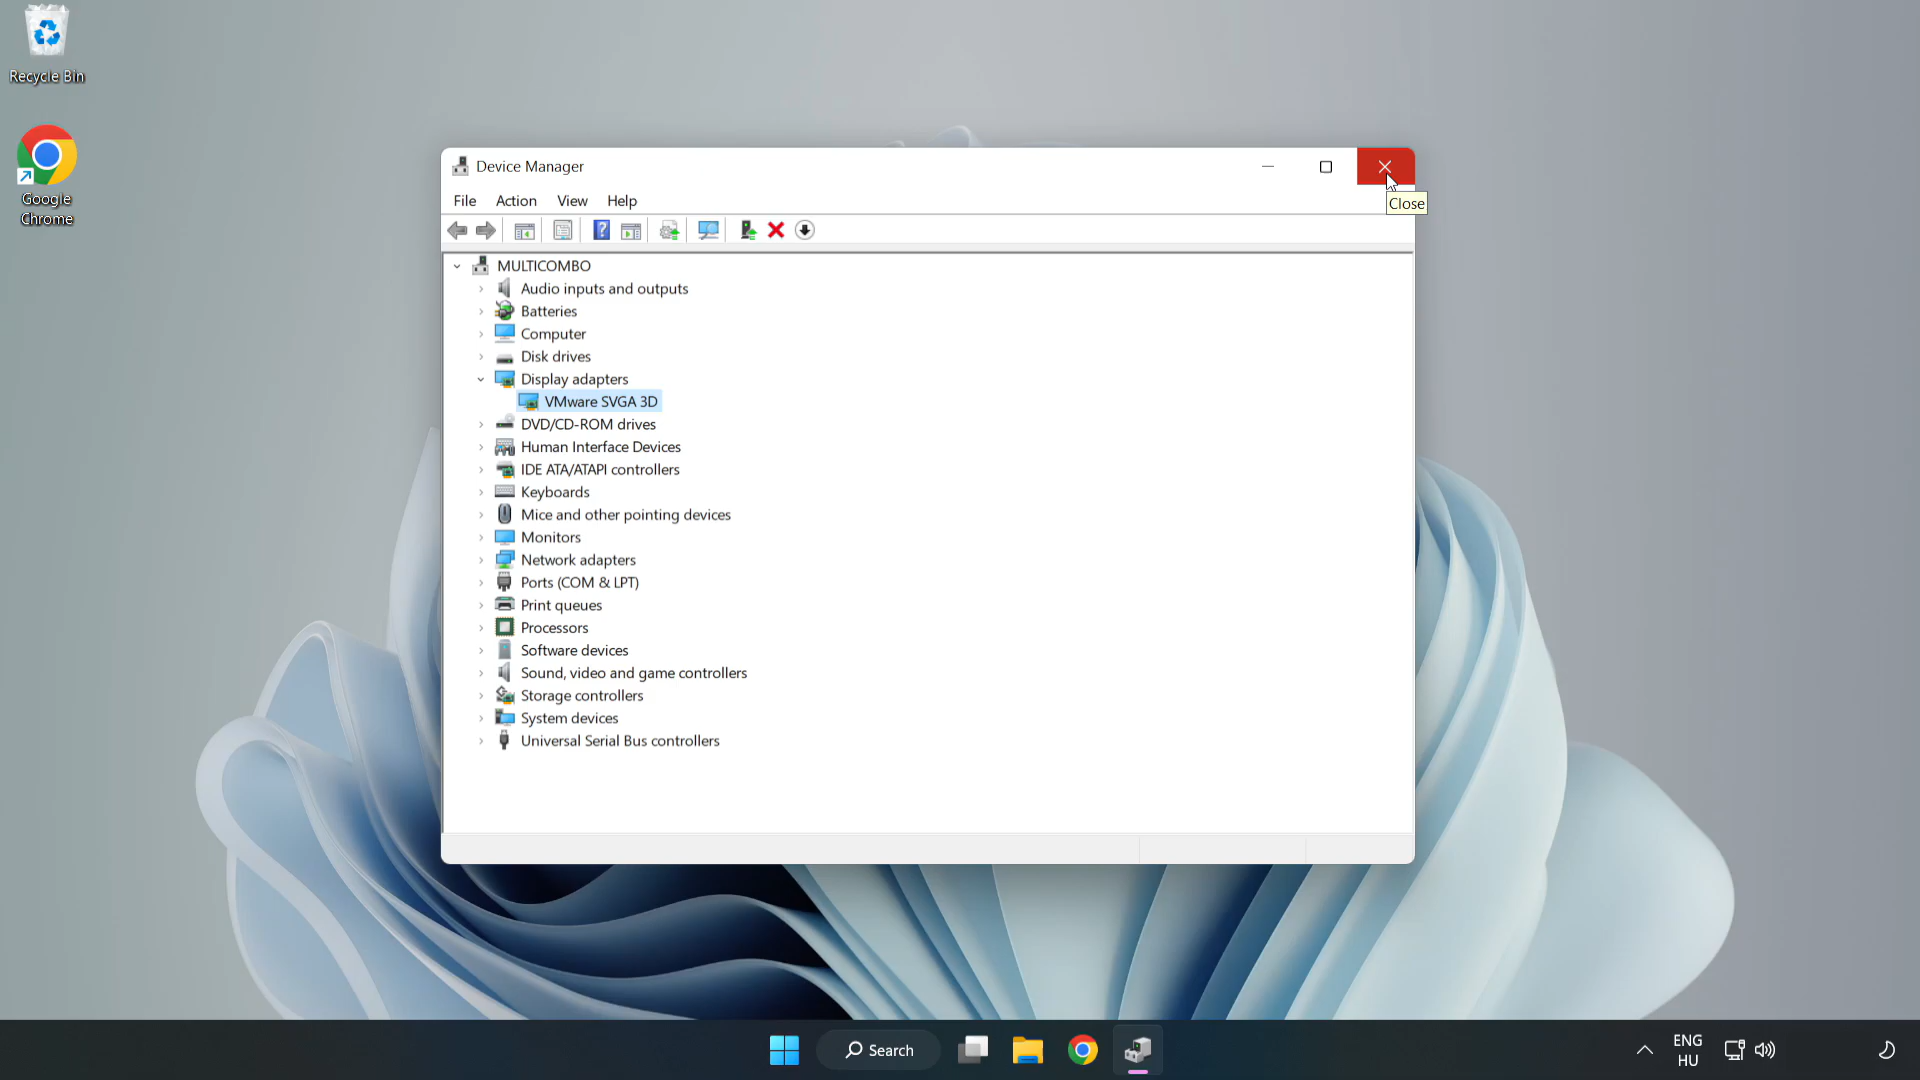 Recycle Bin
Google
Chrome
Device Manager
Close
File Action View Help
MULTICOMBO
Audio inputs and outputs
Batteries
Computer
Disk drives
Display adapters
VMware SVGA 3D
DVD/CD-ROM drives
Human Interface Devices
IDE ATA/ATAPI controllers
Keyboards
Mice and other pointing devices
Monitors
Network adapters
Ports (COM & LPT)
Print queues
Processors
Software devices
Sound, video and game controllers
Storage controllers
System devices
Universal Serial Bus controllers
Search
ENG
HU